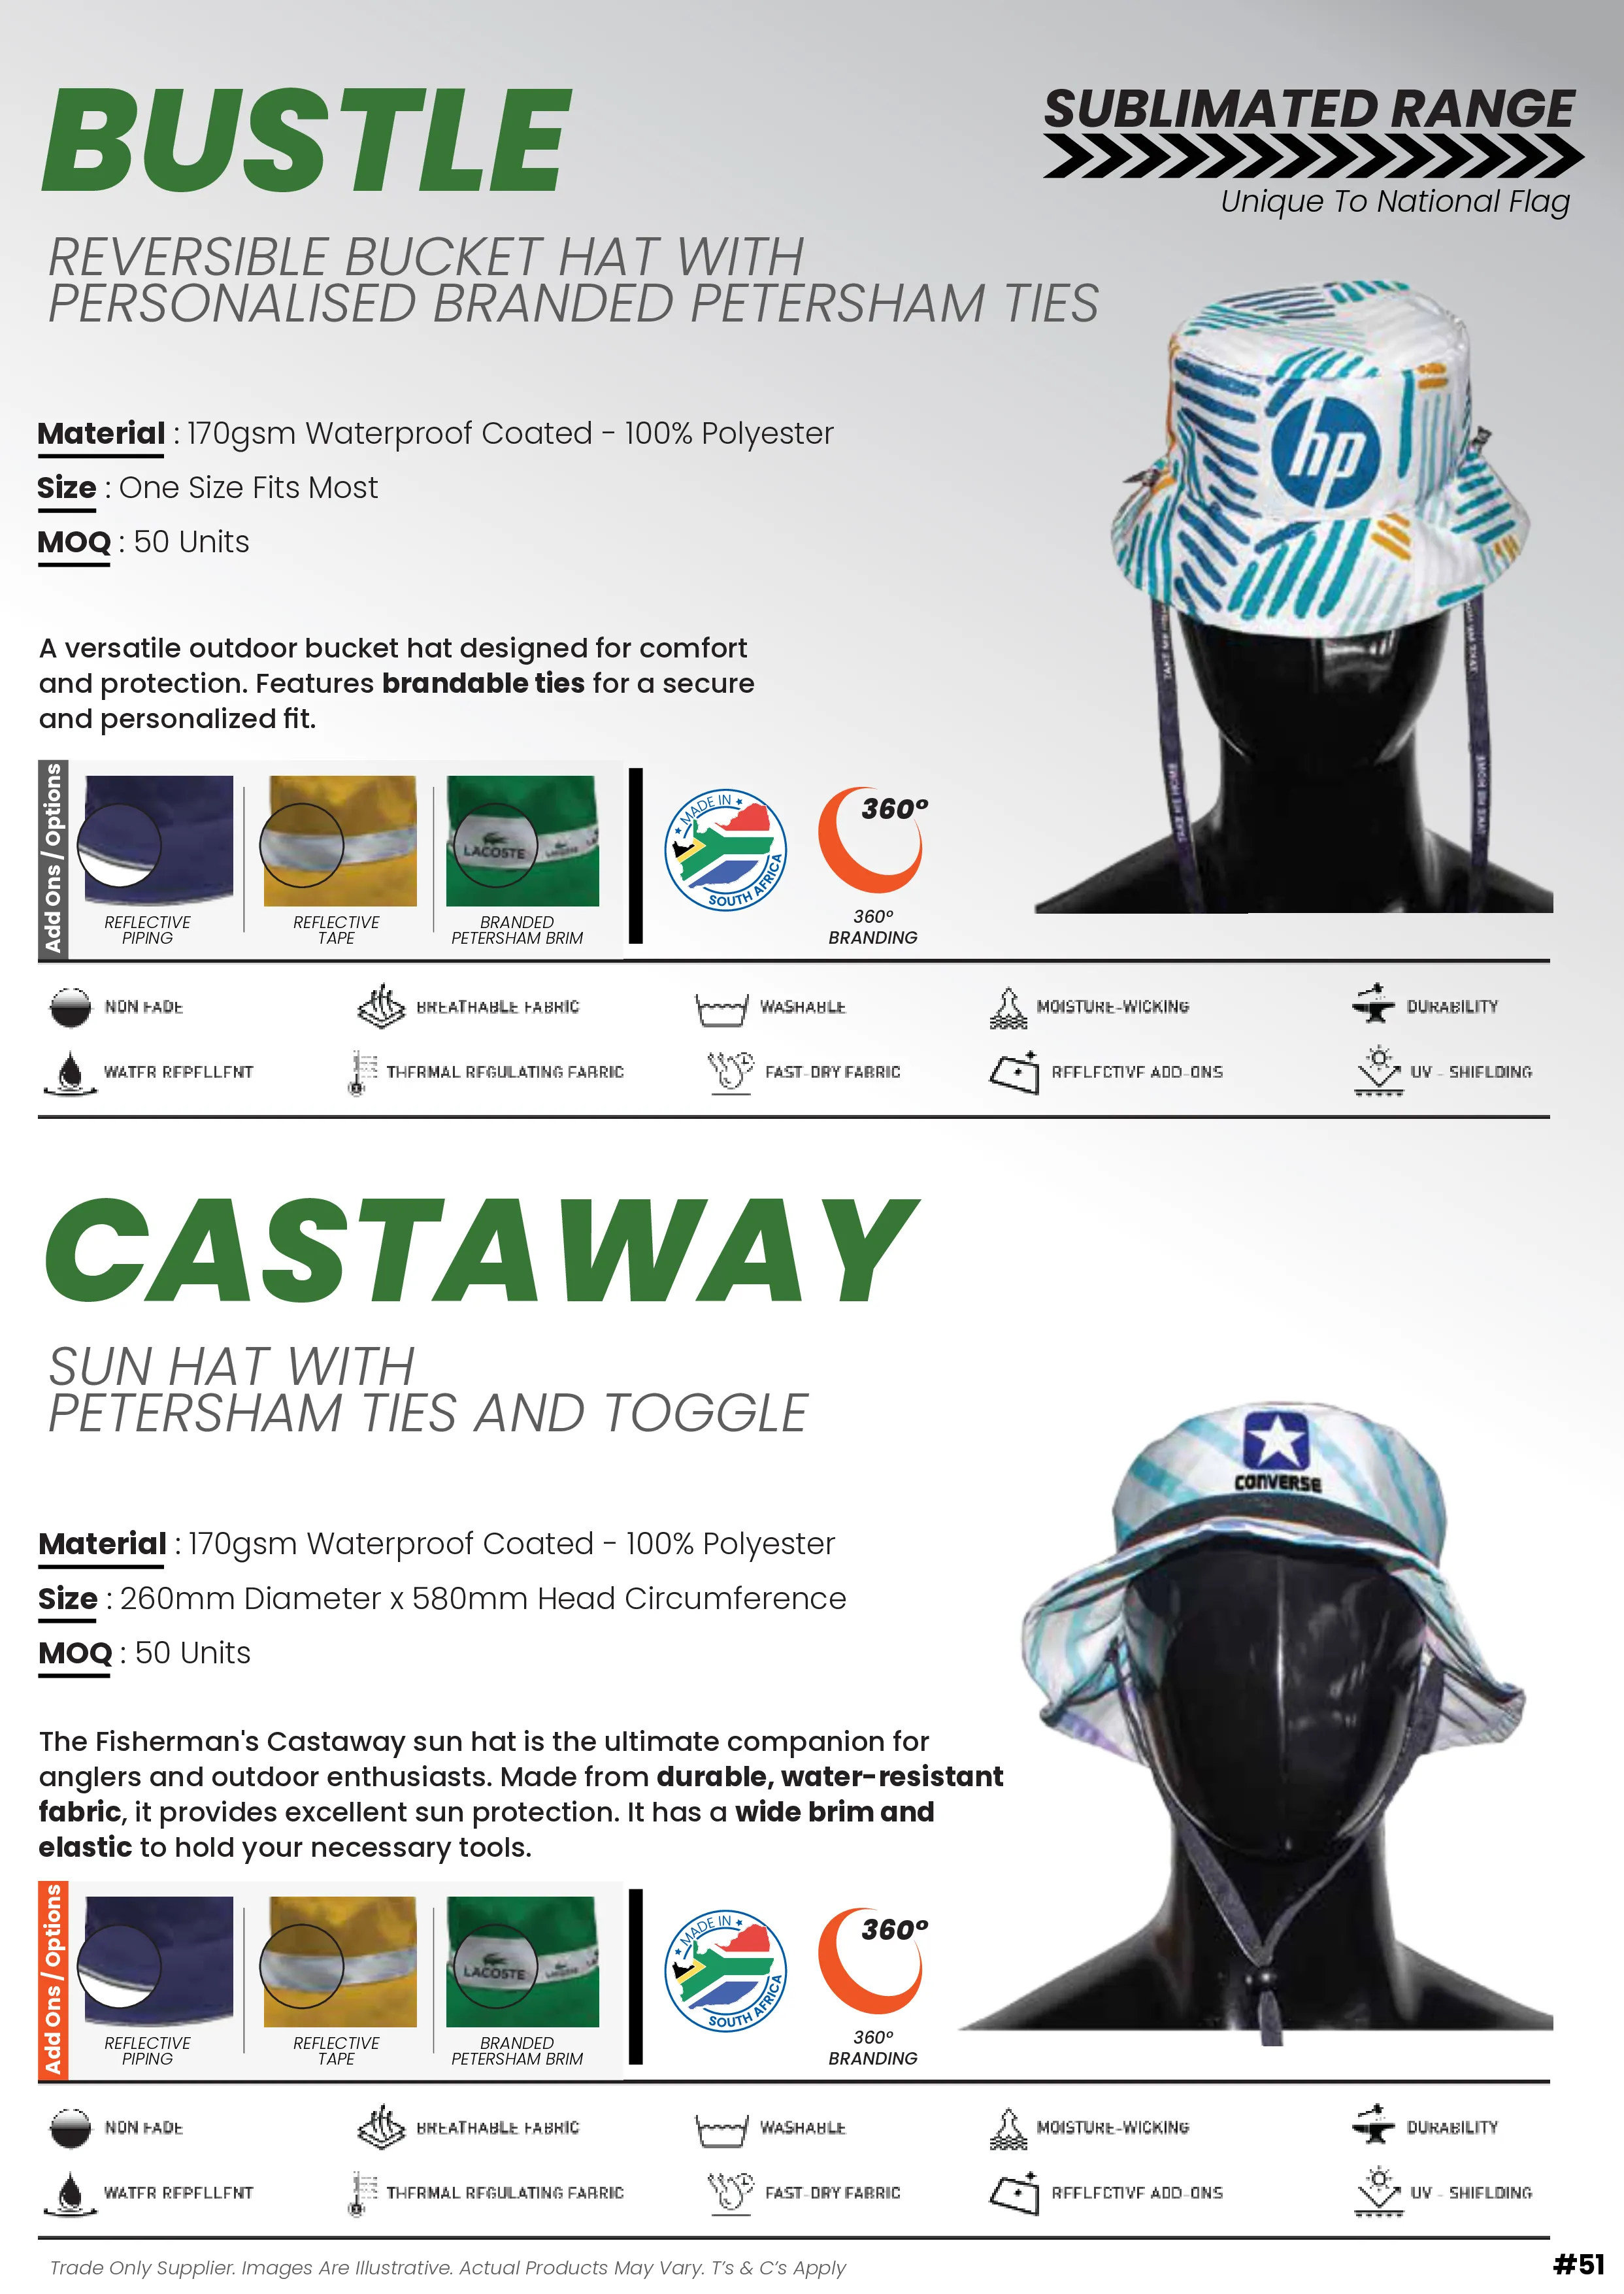 BUSTLE
SUBLIMATED RANGE
Unique To National Flag
REVERSIBLE BUCKET HAT WITH
PERSONALISED BRANDED PETERSHAM TIES
Material : 170gsm Waterproof Coated - 100% Polyester
Size : One Size Fits Most
MOQ : 50 Units
hp
A versatile outdoor bucket hat designed for comfort
and protection. Features brandable ties for a secure
and personalized fit.
TAKE ME HOME
Add Ons / Options
LACOSTE
REFLECTIVE
PIPING
REFLECTIVE
TAPE
BRANDED
PETERSHAM BRIM
MADE IN
SOUTH AFRICA
360º
360º
BRANDING
NON FADE
BREATHABLE FABRIC
WASHABLE
MOISTURE-WICKING
DURABILITY
WATER REPELLENT
THERMAL REGULATING FABRIC
FAST-DRY FABRIC
REFLECTIVE ADD-ONS
UV - SHIELDING
CASTAWAY
SUN HAT WITH
PETERSHAM TIES AND TOGGLE
CONVERSE
Material : 170gsm Waterproof Coated - 100% Polyester
Size : 260mm Diameter x 580mm Head Circumference
MOQ : 50 Units
The Fisherman's Castaway sun hat is the ultimate companion for
anglers and outdoor enthusiasts. Made from durable, water-resistant
fabric, it provides excellent sun protection. It has a wide brim and
elastic to hold your necessary tools.
Add Ons / Options
LACOSTE
REFLECTIVE
PIPING
REFLECTIVE
TAPE
BRANDED
PETERSHAM BRIM
MADE IN
SOUTH AFRICA
360º
360º
BRANDING
NON FADE
BREATHABLE FABRIC
WASHABLE
MOISTURE-WICKING
DURABILITY
WATER REPELLENT
THERMAL REGULATING FABRIC
FAST-DRY FABRIC
REFLECTIVE ADD-ONS
UV - SHIELDING
Trade Only Supplier. Images Are Illustrative. Actual Products May Vary. T's & C's Apply
#51